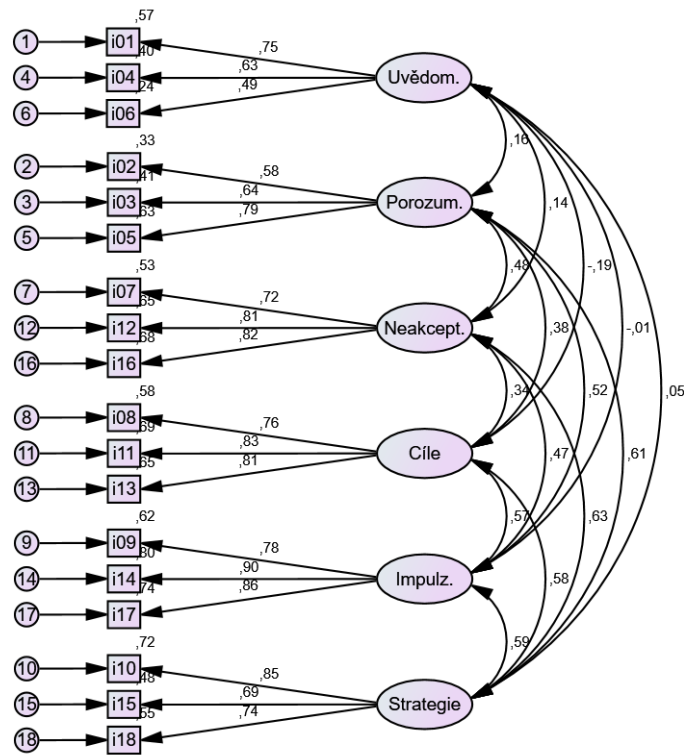 ,57
1 i01 ,75
,40
4 i04 ,63 Uvědom.
,24
6 i06 ,49
,16
,33
2 i02 ,58
,41
3 i03 ,64 Porozum. ,14
,63
5 i05 ,79
,48 -,19
,53
7 i07 ,72
,65
12 i12 ,81 Neakcept. ,38 -,01
,68
16 i16 ,82
,34 ,52 ,05
,58
8 i08 ,76
,69
11 i11 ,83 Cíle ,47 ,61
,65
13 i13 ,81
,57 ,63
,62
9 i09 ,78
,80
14 i14 ,90 Impulz. ,58
,74
17 i17 ,86
,59
,72
10 i10 ,85
,48
15 i15 ,69 Strategie
,55
18 i18 ,74